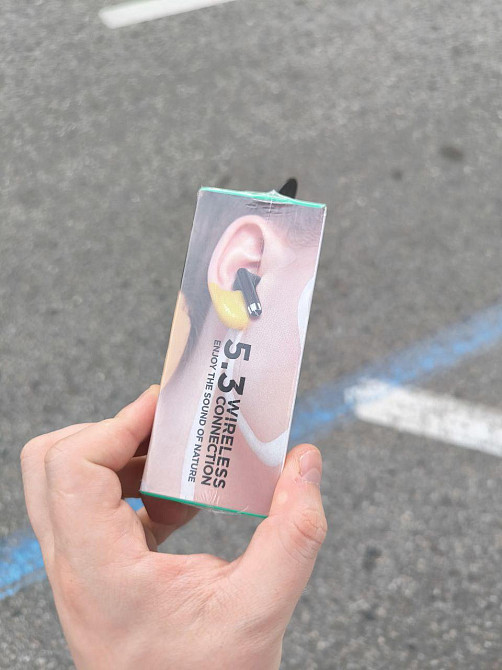 5.3 WIRELESS
CONNECTION
ENJOY THE SOUND OF NATURE